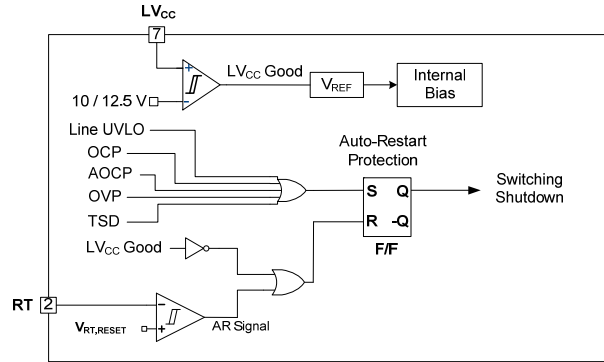 LVCC
7
+
LVCC Good
VREF
Internal
Bias
10 / 12.5 V
-
Line UVLO
OCP
AOCP
OVP
TSD
Auto-Restart
Protection
S Q
R -Q
F/F
Switching
Shutdown
LVCC Good
RT 2
-
VRT,RESET
+
AR Signal